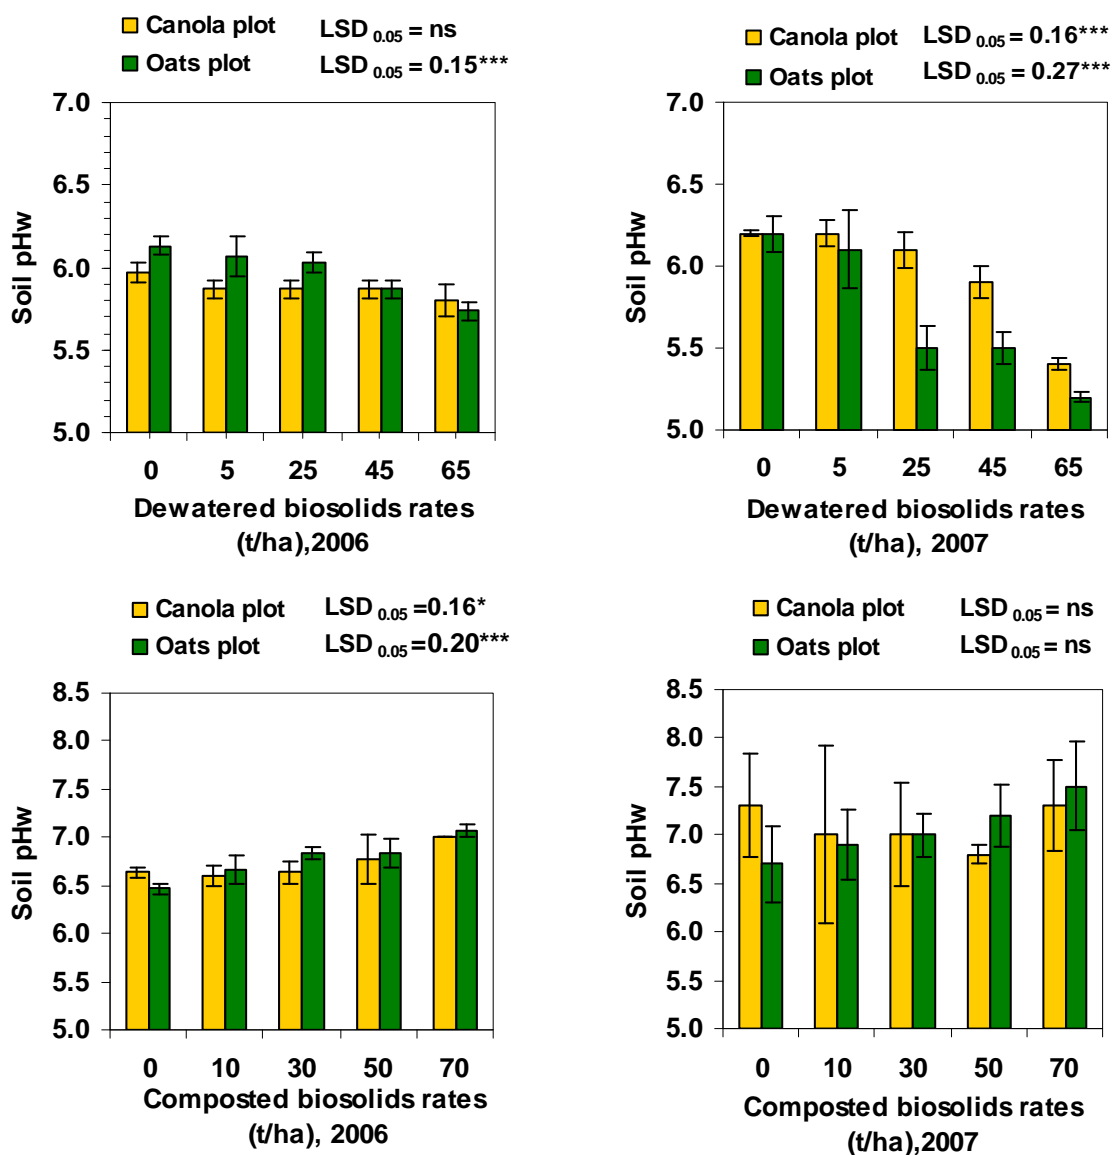 Canola plot LSD 0.05 = ns
Oats plot LSD 0.05 = 0.15***
7.0
6.5
6.0
5.5
5.0
Soil pHw
0 5 25 45 65
Dewatered biosolids rates
(t/ha),2006
Canola plot LSD 0.05 = 0.16***
Oats plot LSD 0.05 = 0.27***
7.0
6.5
6.0
5.5
5.0
Soil pHw
0 5 25 45 65
Dewatered biosolids rates
(t/ha), 2007
Canola plot LSD 0.05 =0.16*
Oats plot LSD 0.05 =0.20***
8.5
8.0
7.5
7.0
6.5
6.0
5.5
5.0
Soil pHw
0 10 30 50 70
Composted biosolids rates
(t/ha), 2006
Canola plot LSD 0.05 = ns
Oats plot LSD 0.05 = ns
8.5
8.0
7.5
7.0
6.5
6.0
5.5
5.0
Soil pHw
0 10 30 50 70
Composted biosolids rates
(t/ha),2007